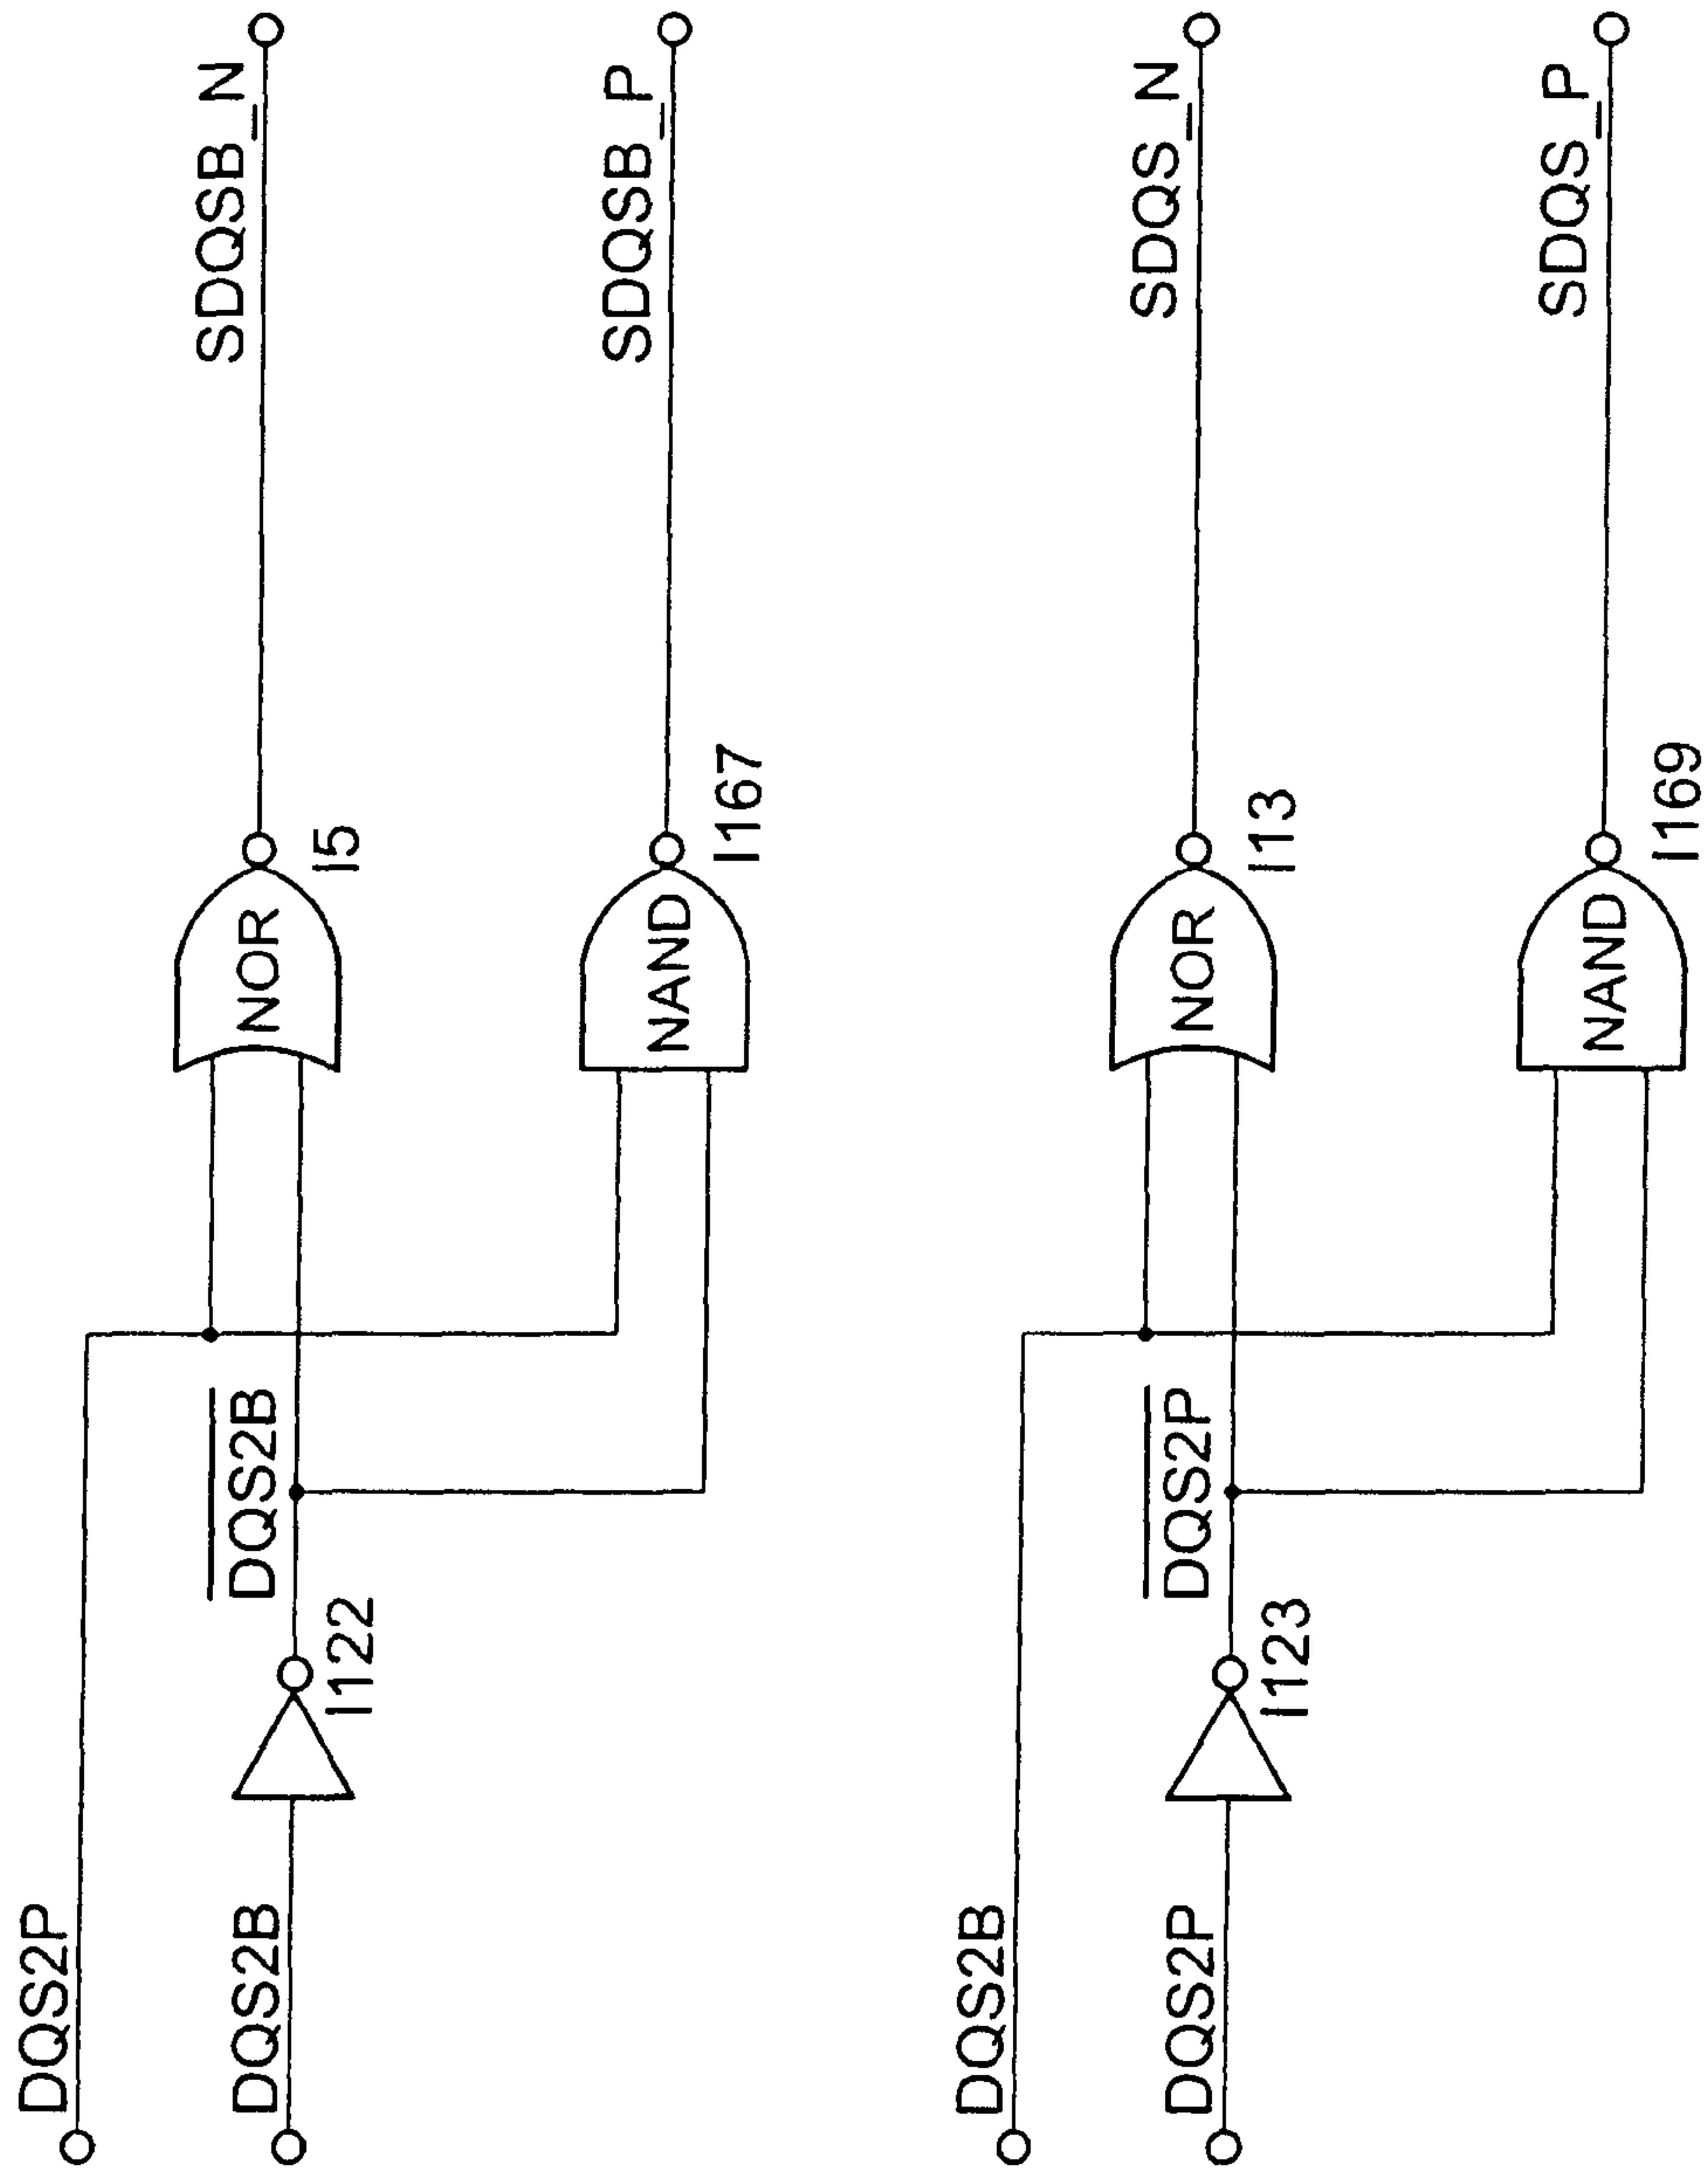 DQS2P
DQS2B
I122
DQS2B
NOR
I5
SDQSB_N
NAND
I167
SDQSB_P
DQS2B
DQS2P
I123
DQS2P
NOR
I13
SDQS_N
NAND
I169
SDQS_P